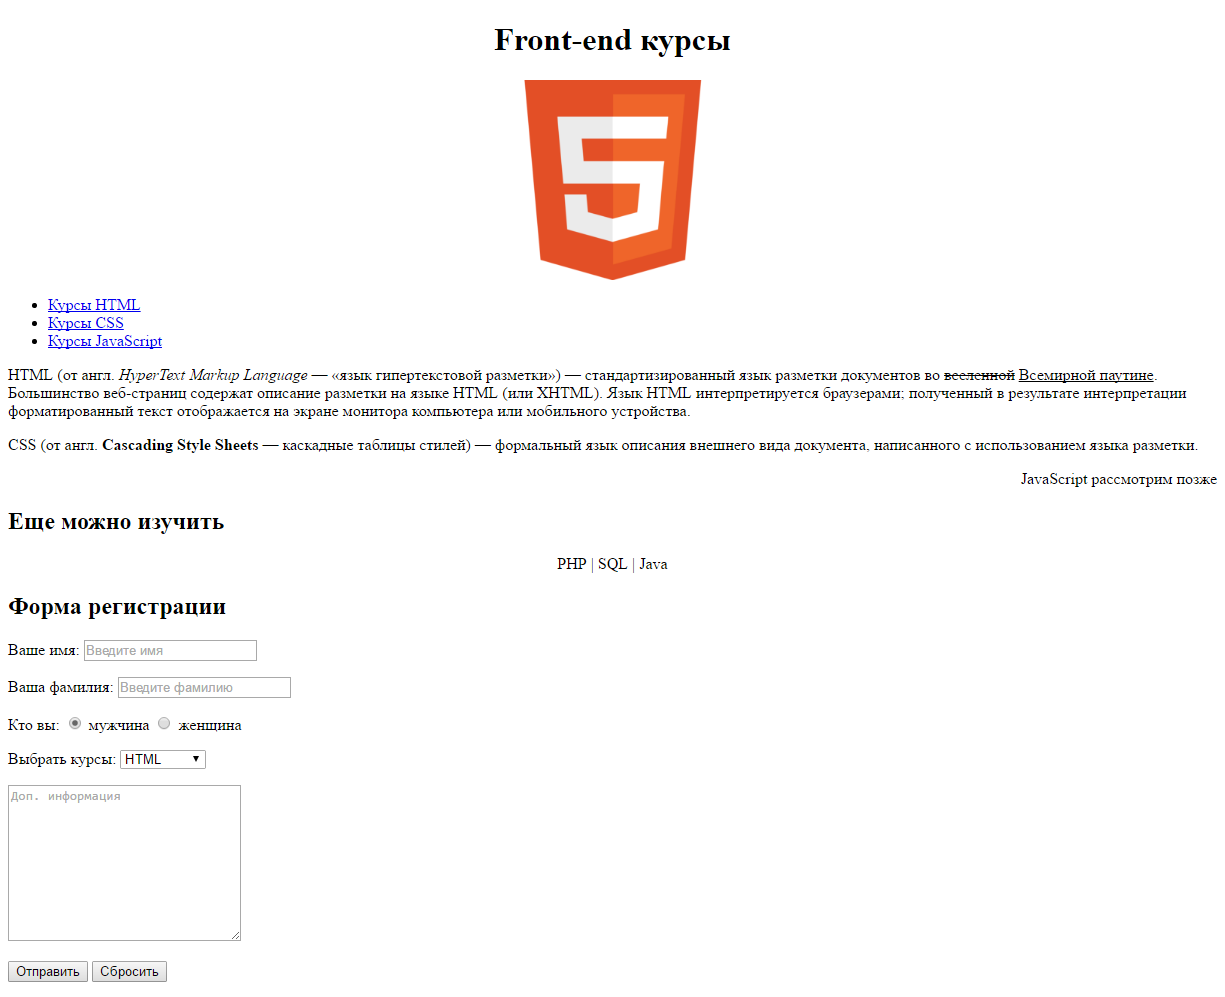 Front-end курсы
5
Курсы HTML
Курсы CSS
Курсы JavaScript
HTML (от англ. HyperText Markup Language — «язык гипертекстовой разметки») — стандартизированный язык разметки документов во вселенной Всемирной паутине.
Большинство веб-страниц содержат описание разметки на языке HTML (или XHTML). Язык HTML интерпретируется браузерами; полученный в результате интерпретации
форматированный текст отображается на экране монитора компьютера или мобильного устройства.
CSS (от англ. Cascading Style Sheets — каскадные таблицы стилей) — формальный язык описания внешнего вида документа, написанного с использованием языка разметки.
JavaScript рассмотрим позже
Еще можно изучить
PHP | SQL | Java
Форма регистрации
Ваше имя: Введите имя
Ваша фамилия: Введите фамилию
Кто вы: мужчина женщина
Выбрать курсы: HTML
Доп. информация
Отправить Сбросить